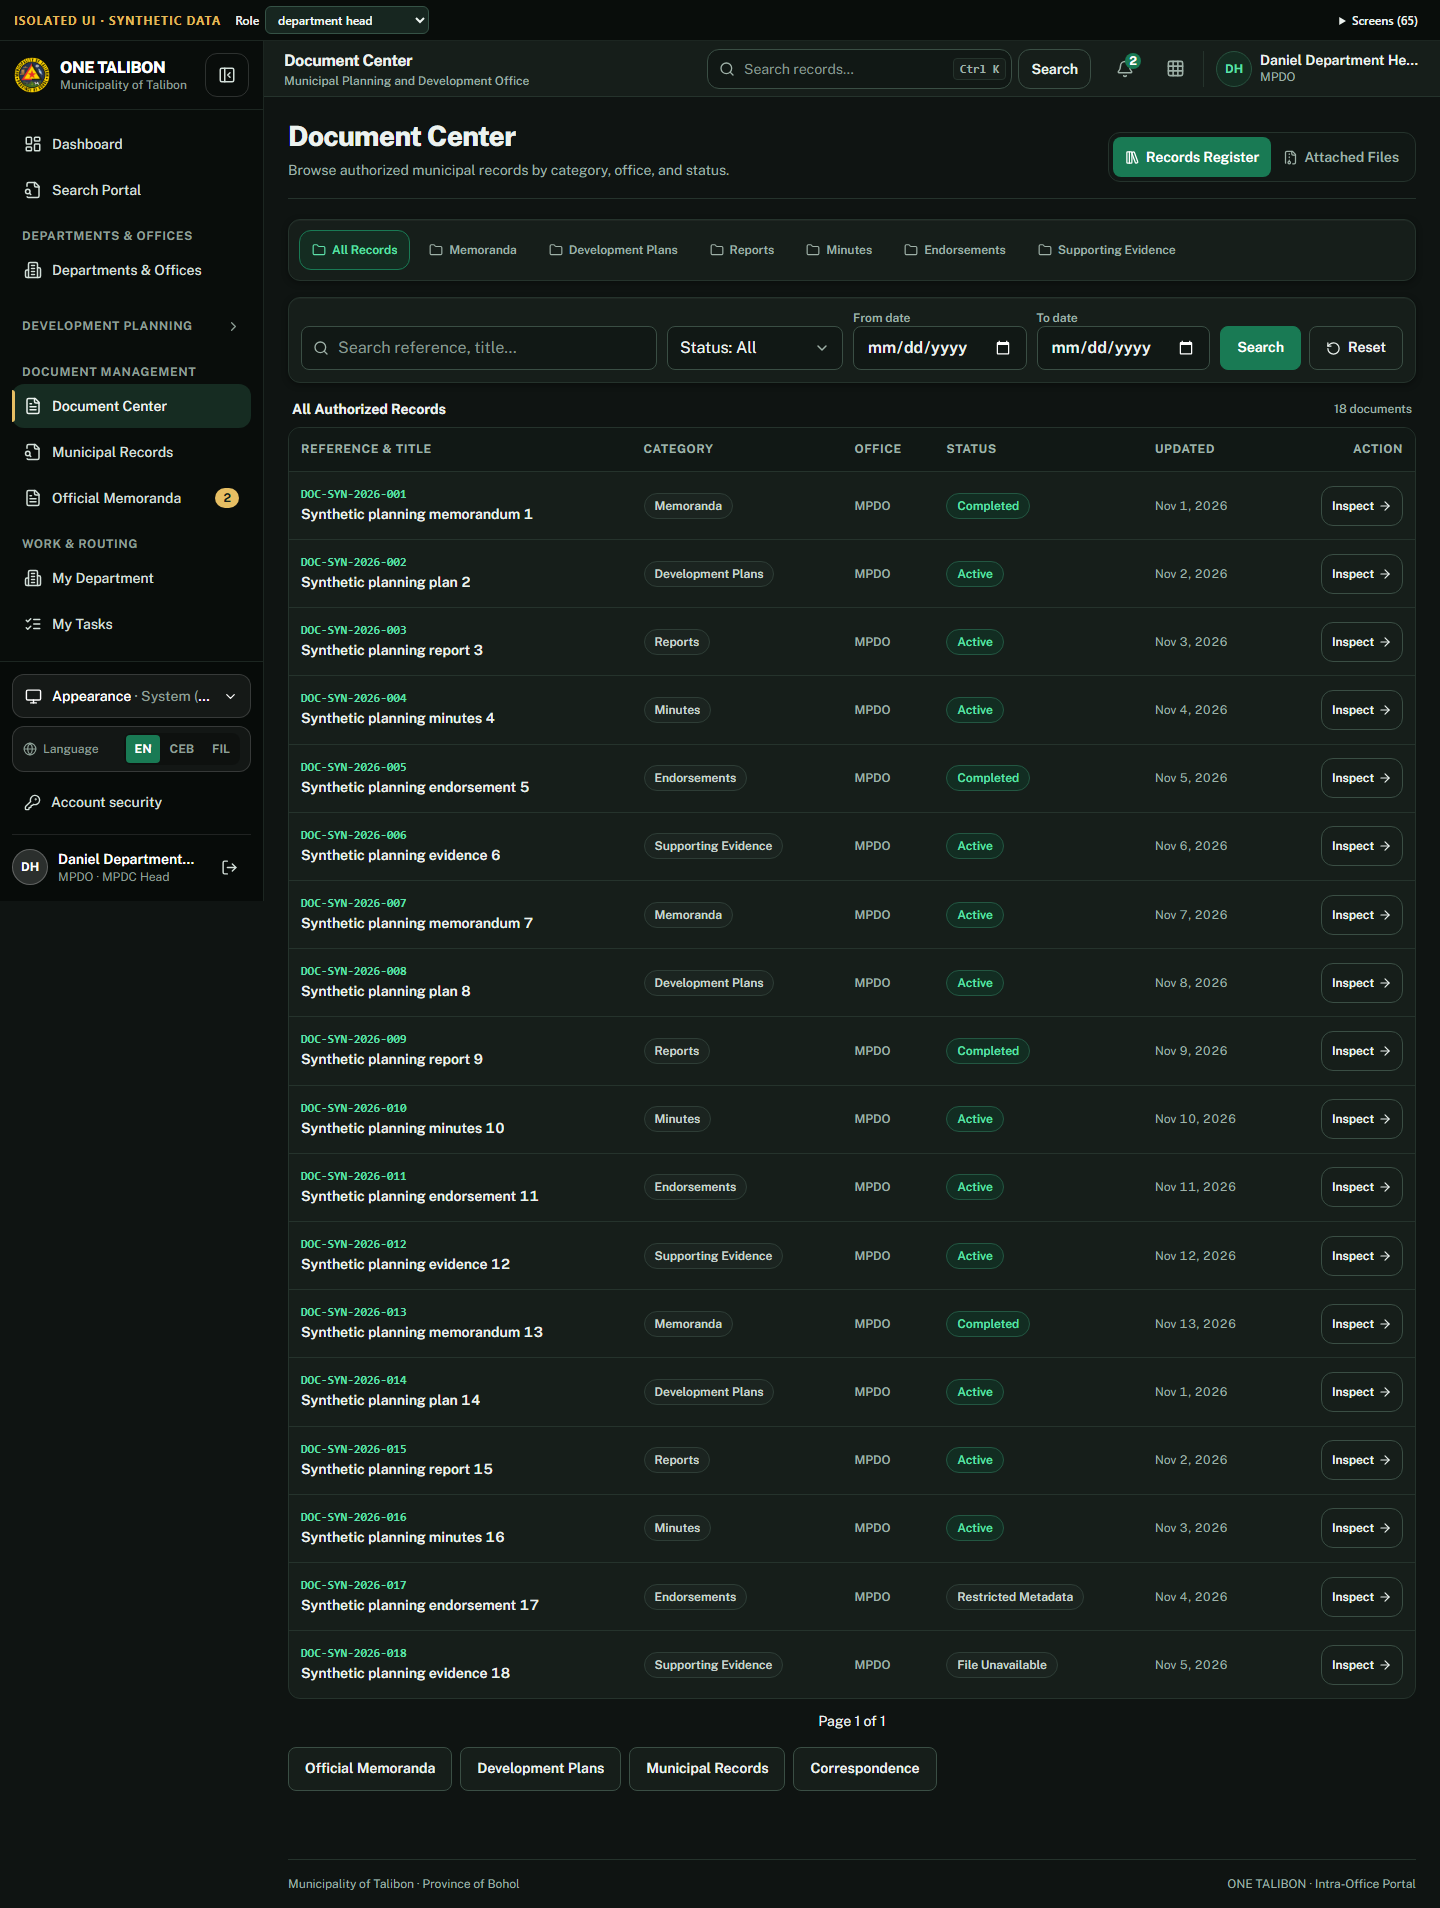 ISOLATED UI · SYNTHETIC DATA Role department head Screens (65)
ONE TALIBON
Municipality of Talibon
Document Center
Municipal Planning and Development Office
Search records... Ctrl K Search 2 DH Daniel Department He...
MPDO
Dashboard
Search Portal
DEPARTMENTS & OFFICES
Departments & Offices
DEVELOPMENT PLANNING
DOCUMENT MANAGEMENT
Document Center
Municipal Records
Official Memoranda 2
WORK & ROUTING
My Department
My Tasks
Appearance · System (...
Language EN CEB FIL
Account security
DH Daniel Department...
MPDO · MPDC Head
Document Center
Browse authorized municipal records by category, office, and status.
Records Register Attached Files
All Records Memoranda Development Plans Reports Minutes Endorsements Supporting Evidence
From date To date
Search reference, title... Status: All mm/dd/yyyy mm/dd/yyyy Search Reset
All Authorized Records 18 documents
REFERENCE & TITLE CATEGORY OFFICE STATUS UPDATED ACTION
DOC-SYN-2026-001
Synthetic planning memorandum 1 Memoranda MPDO Completed Nov 1, 2026 Inspect →
DOC-SYN-2026-002
Synthetic planning plan 2 Development Plans MPDO Active Nov 2, 2026 Inspect →
DOC-SYN-2026-003
Synthetic planning report 3 Reports MPDO Active Nov 3, 2026 Inspect →
DOC-SYN-2026-004
Synthetic planning minutes 4 Minutes MPDO Active Nov 4, 2026 Inspect →
DOC-SYN-2026-005
Synthetic planning endorsement 5 Endorsements MPDO Completed Nov 5, 2026 Inspect →
DOC-SYN-2026-006
Synthetic planning evidence 6 Supporting Evidence MPDO Active Nov 6, 2026 Inspect →
DOC-SYN-2026-007
Synthetic planning memorandum 7 Memoranda MPDO Active Nov 7, 2026 Inspect →
DOC-SYN-2026-008
Synthetic planning plan 8 Development Plans MPDO Active Nov 8, 2026 Inspect →
DOC-SYN-2026-009
Synthetic planning report 9 Reports MPDO Completed Nov 9, 2026 Inspect →
DOC-SYN-2026-010
Synthetic planning minutes 10 Minutes MPDO Active Nov 10, 2026 Inspect →
DOC-SYN-2026-011
Synthetic planning endorsement 11 Endorsements MPDO Active Nov 11, 2026 Inspect →
DOC-SYN-2026-012
Synthetic planning evidence 12 Supporting Evidence MPDO Active Nov 12, 2026 Inspect →
DOC-SYN-2026-013
Synthetic planning memorandum 13 Memoranda MPDO Completed Nov 13, 2026 Inspect →
DOC-SYN-2026-014
Synthetic planning plan 14 Development Plans MPDO Active Nov 1, 2026 Inspect →
DOC-SYN-2026-015
Synthetic planning report 15 Reports MPDO Active Nov 2, 2026 Inspect →
DOC-SYN-2026-016
Synthetic planning minutes 16 Minutes MPDO Active Nov 3, 2026 Inspect →
DOC-SYN-2026-017
Synthetic planning endorsement 17 Endorsements MPDO Restricted Metadata Nov 4, 2026 Inspect →
DOC-SYN-2026-018
Synthetic planning evidence 18 Supporting Evidence MPDO File Unavailable Nov 5, 2026 Inspect →
Page 1 of 1
Official Memoranda Development Plans Municipal Records Correspondence
Municipality of Talibon · Province of Bohol ONE TALIBON · Intra-Office Portal